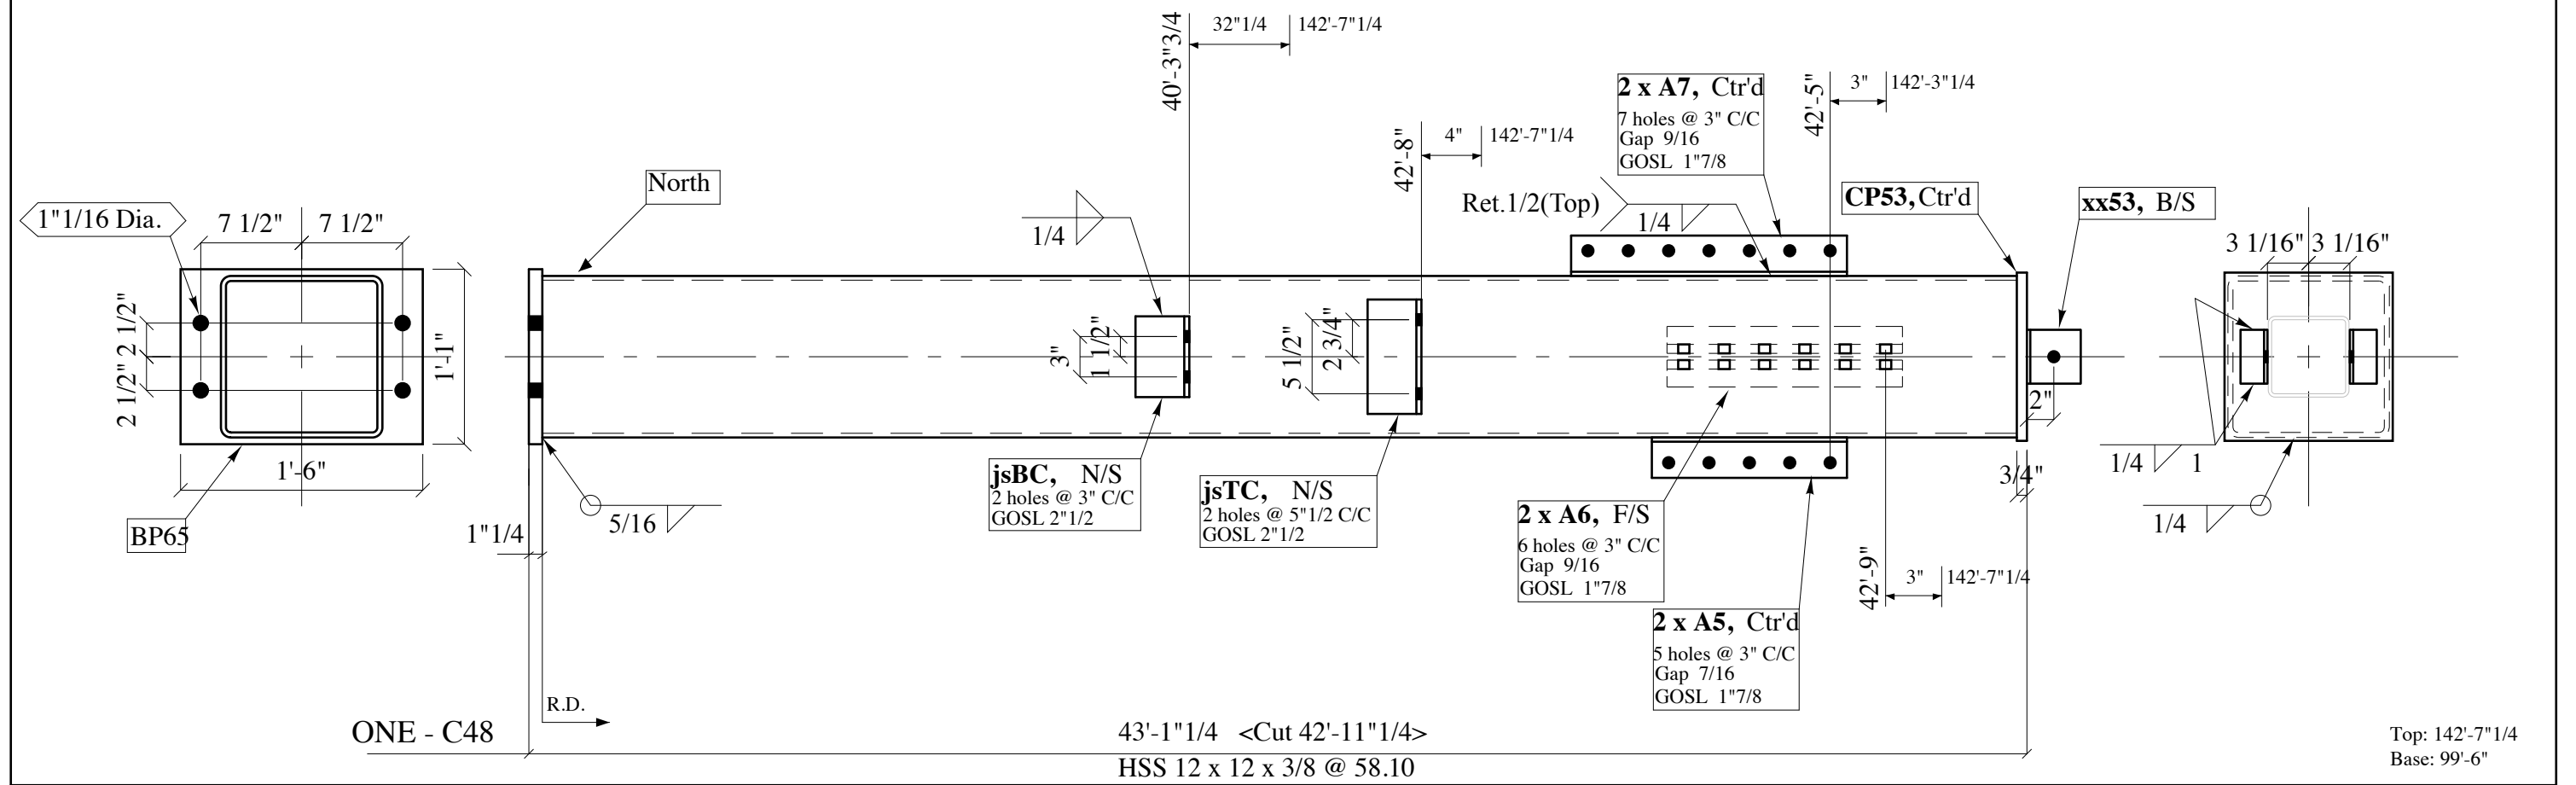 32"1/4
142'-7"1/4
40'-3"3/4
2 x A7, Ctr'd
7 holes @ 3" C/C
Gap 9/16
GOSL 1"7/8
42'-5"
3"
142'-3"1/4
4"
142'-7"1/4
42'-8"
North
Ret.1/2(Top)
1/4
CP53, Ctr'd
xx53, B/S
1"1/16 Dia.
7 1/2"
7 1/2"
1/4
3 1/16"
3 1/16"
2 1/2"
2 1/2"
1'-1"
3"
1 1/2"
5 1/2"
2 3/4"
2"
1'-6"
BP65
1"1/4
5/16
jsBC, N/S
2 holes @ 3" C/C
GOSL 2"1/2
jsTC, N/S
2 holes @ 5"1/2 C/C
GOSL 2"1/2
2 x A6, F/S
6 holes @ 3" C/C
Gap 9/16
GOSL 1"7/8
3/4"
1/4
1
1/4
42'-9"
3"
142'-7"1/4
2 x A5, Ctr'd
5 holes @ 3" C/C
Gap 7/16
GOSL 1"7/8
R.D.
ONE - C48
43'-1"1/4 <Cut 42'-11"1/4>
HSS 12 x 12 x 3/8 @ 58.10
Top: 142'-7"1/4
Base: 99'-6"